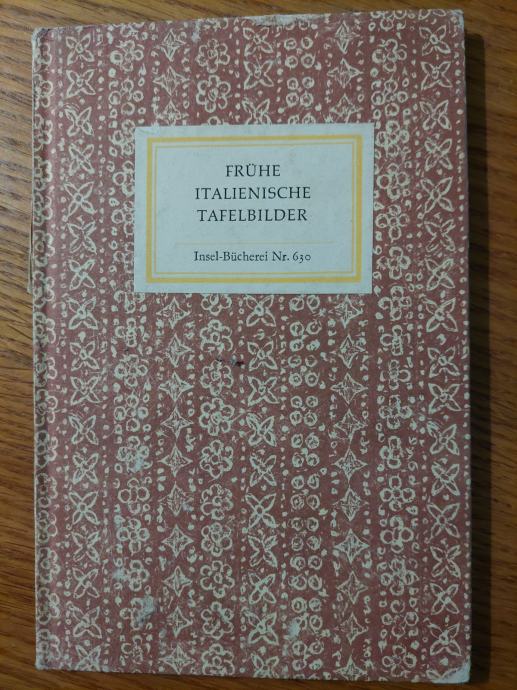 FRÜHE
ITALIENISCHE
TAFELBILDER
Insel-Bücherei Nr. 630